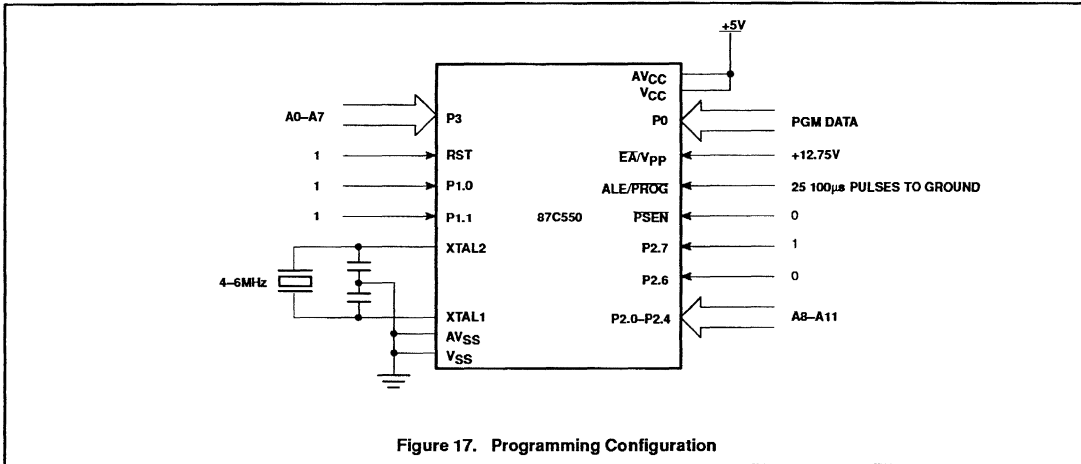 +5V
AVCC
VCC
A0–A7
P3
P0
PGM DATA
1
RST
EA/VPP
+12.75V
1
P1.0
ALE/PROG
25 100µs PULSES TO GROUND
1
P1.1
87C550
PSEN
0
XTAL2
P2.7
1
4–6MHz
P2.6
0
XTAL1
P2.0–P2.4
A8–A11
AVSS
VSS
Figure 17. Programming Configuration